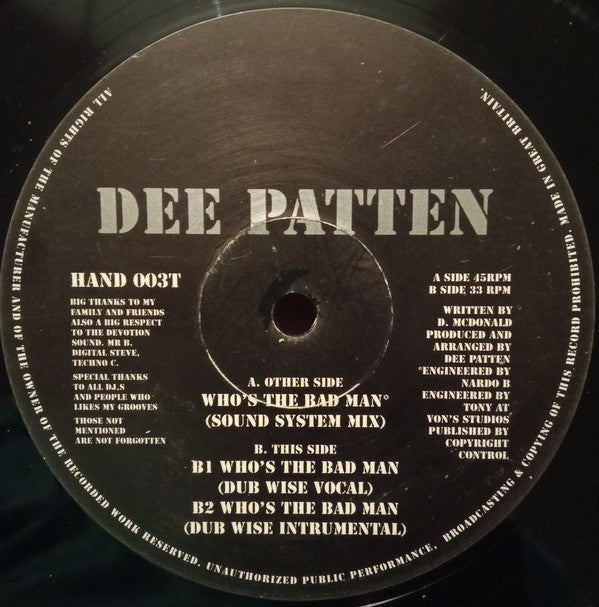 DEE PATTEN
HAND 003T
BIG THANKS TO MY
FAMILY AND FRIENDS
ALSO A BIG RESPECT
TO THE DEVOTION
SOUND. MR B.
DIGITAL STEVE.
TECHNO C.
SPECIAL THANKS
TO ALL DJ,S
AND PEOPLE WHO
LIKES MY GROOVES
THOSE NOT
MENTIONED
ARE NOT FORGOTTEN
A SIDE 45RPM
B SIDE 33 RPM
WRITTEN BY
D. MCDONALD
PRODUCED AND
ARRANGED BY
DEE PATTEN
*ENGINEERED BY
NARDO B
ENGINEERED BY
TONY AT
VON'S STUDIOS
PUBLISHED BY
COPYRIGHT
CONTROL
A. OTHER SIDE
WHO'S THE BAD MAN*
(SOUND SYSTEM MIX)
B. THIS SIDE
B1 WHO'S THE BAD MAN
(DUB WISE VOCAL)
B2 WHO'S THE BAD MAN
(DUB WISE INTRUMENTAL)
ALL RIGHTS OF THE MANUFACTURER AND OF THE OWNER OF THE RECORDED WORK RESERVED. UNAUTHORIZED PUBLIC PERFORMANCE, BROADCASTING & COPYING OF THIS RECORD PROHIBITED. MADE IN GREAT BRITAIN.